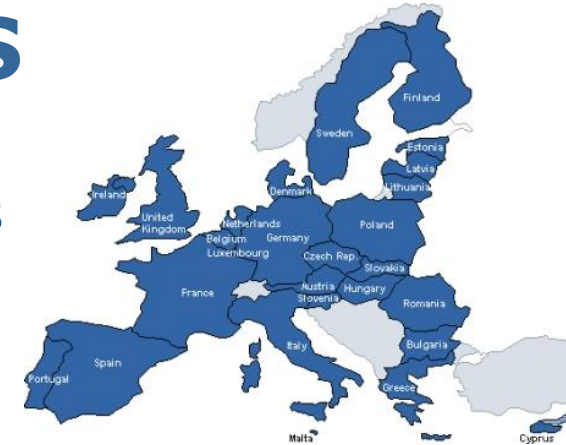 S
s
Finland
Sweden
Estonia
Latvia
Lithuania
Denmark
Ireland
United
Kingdom
Netherlands
Belgium
Germany
Luxembourg
Poland
Czech Rep.
Slovakia
Austria
Hungary
Slovenia
France
Romania
Italy
Bulgaria
Spain
Portugal
Greece
Malta
Cyprus